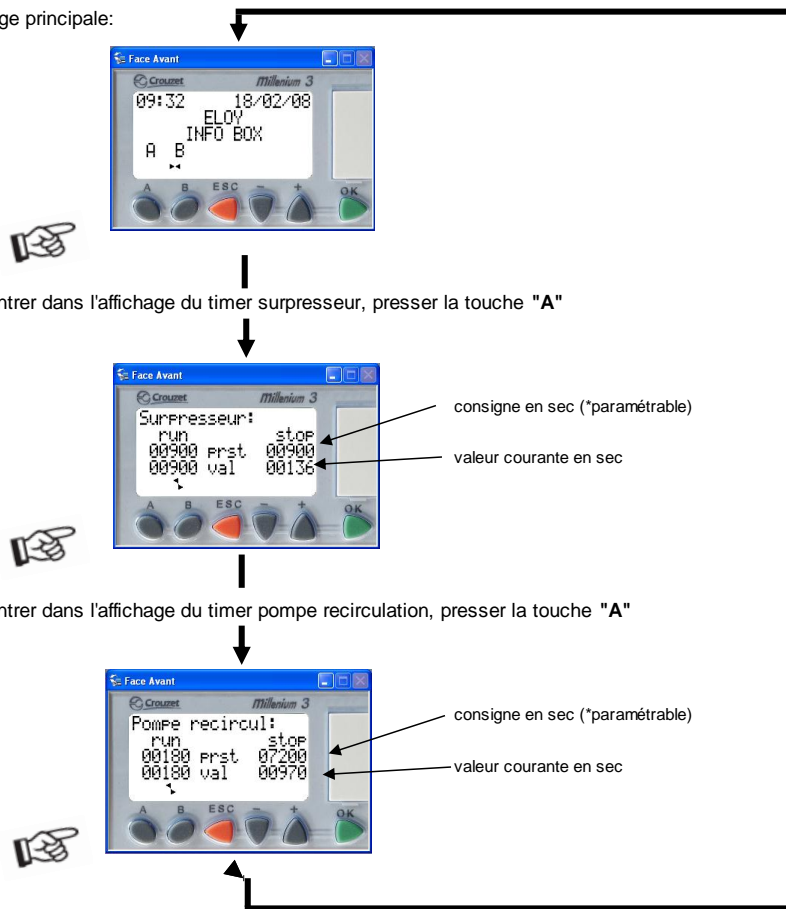 ge principale:
Face Avant
Crouzet Millenium 3
09:32 18/02/08
ELOY
INFO BOX
A B
A B ESC - + OK
ntrer dans l'affichage du timer surpresseur, presser la touche "A"
Face Avant
Crouzet Millenium 3
Surpresseur:
run stop
00900 prst 00900
00900 val 00136
A B ESC - + OK
consigne en sec (*paramétrable)
valeur courante en sec
ntrer dans l'affichage du timer pompe recirculation, presser la touche "A"
Face Avant
Crouzet Millenium 3
Pompe recircul:
run stop
00180 prst 07200
00180 val 00970
A B ESC - + OK
consigne en sec (*paramétrable)
valeur courante en sec